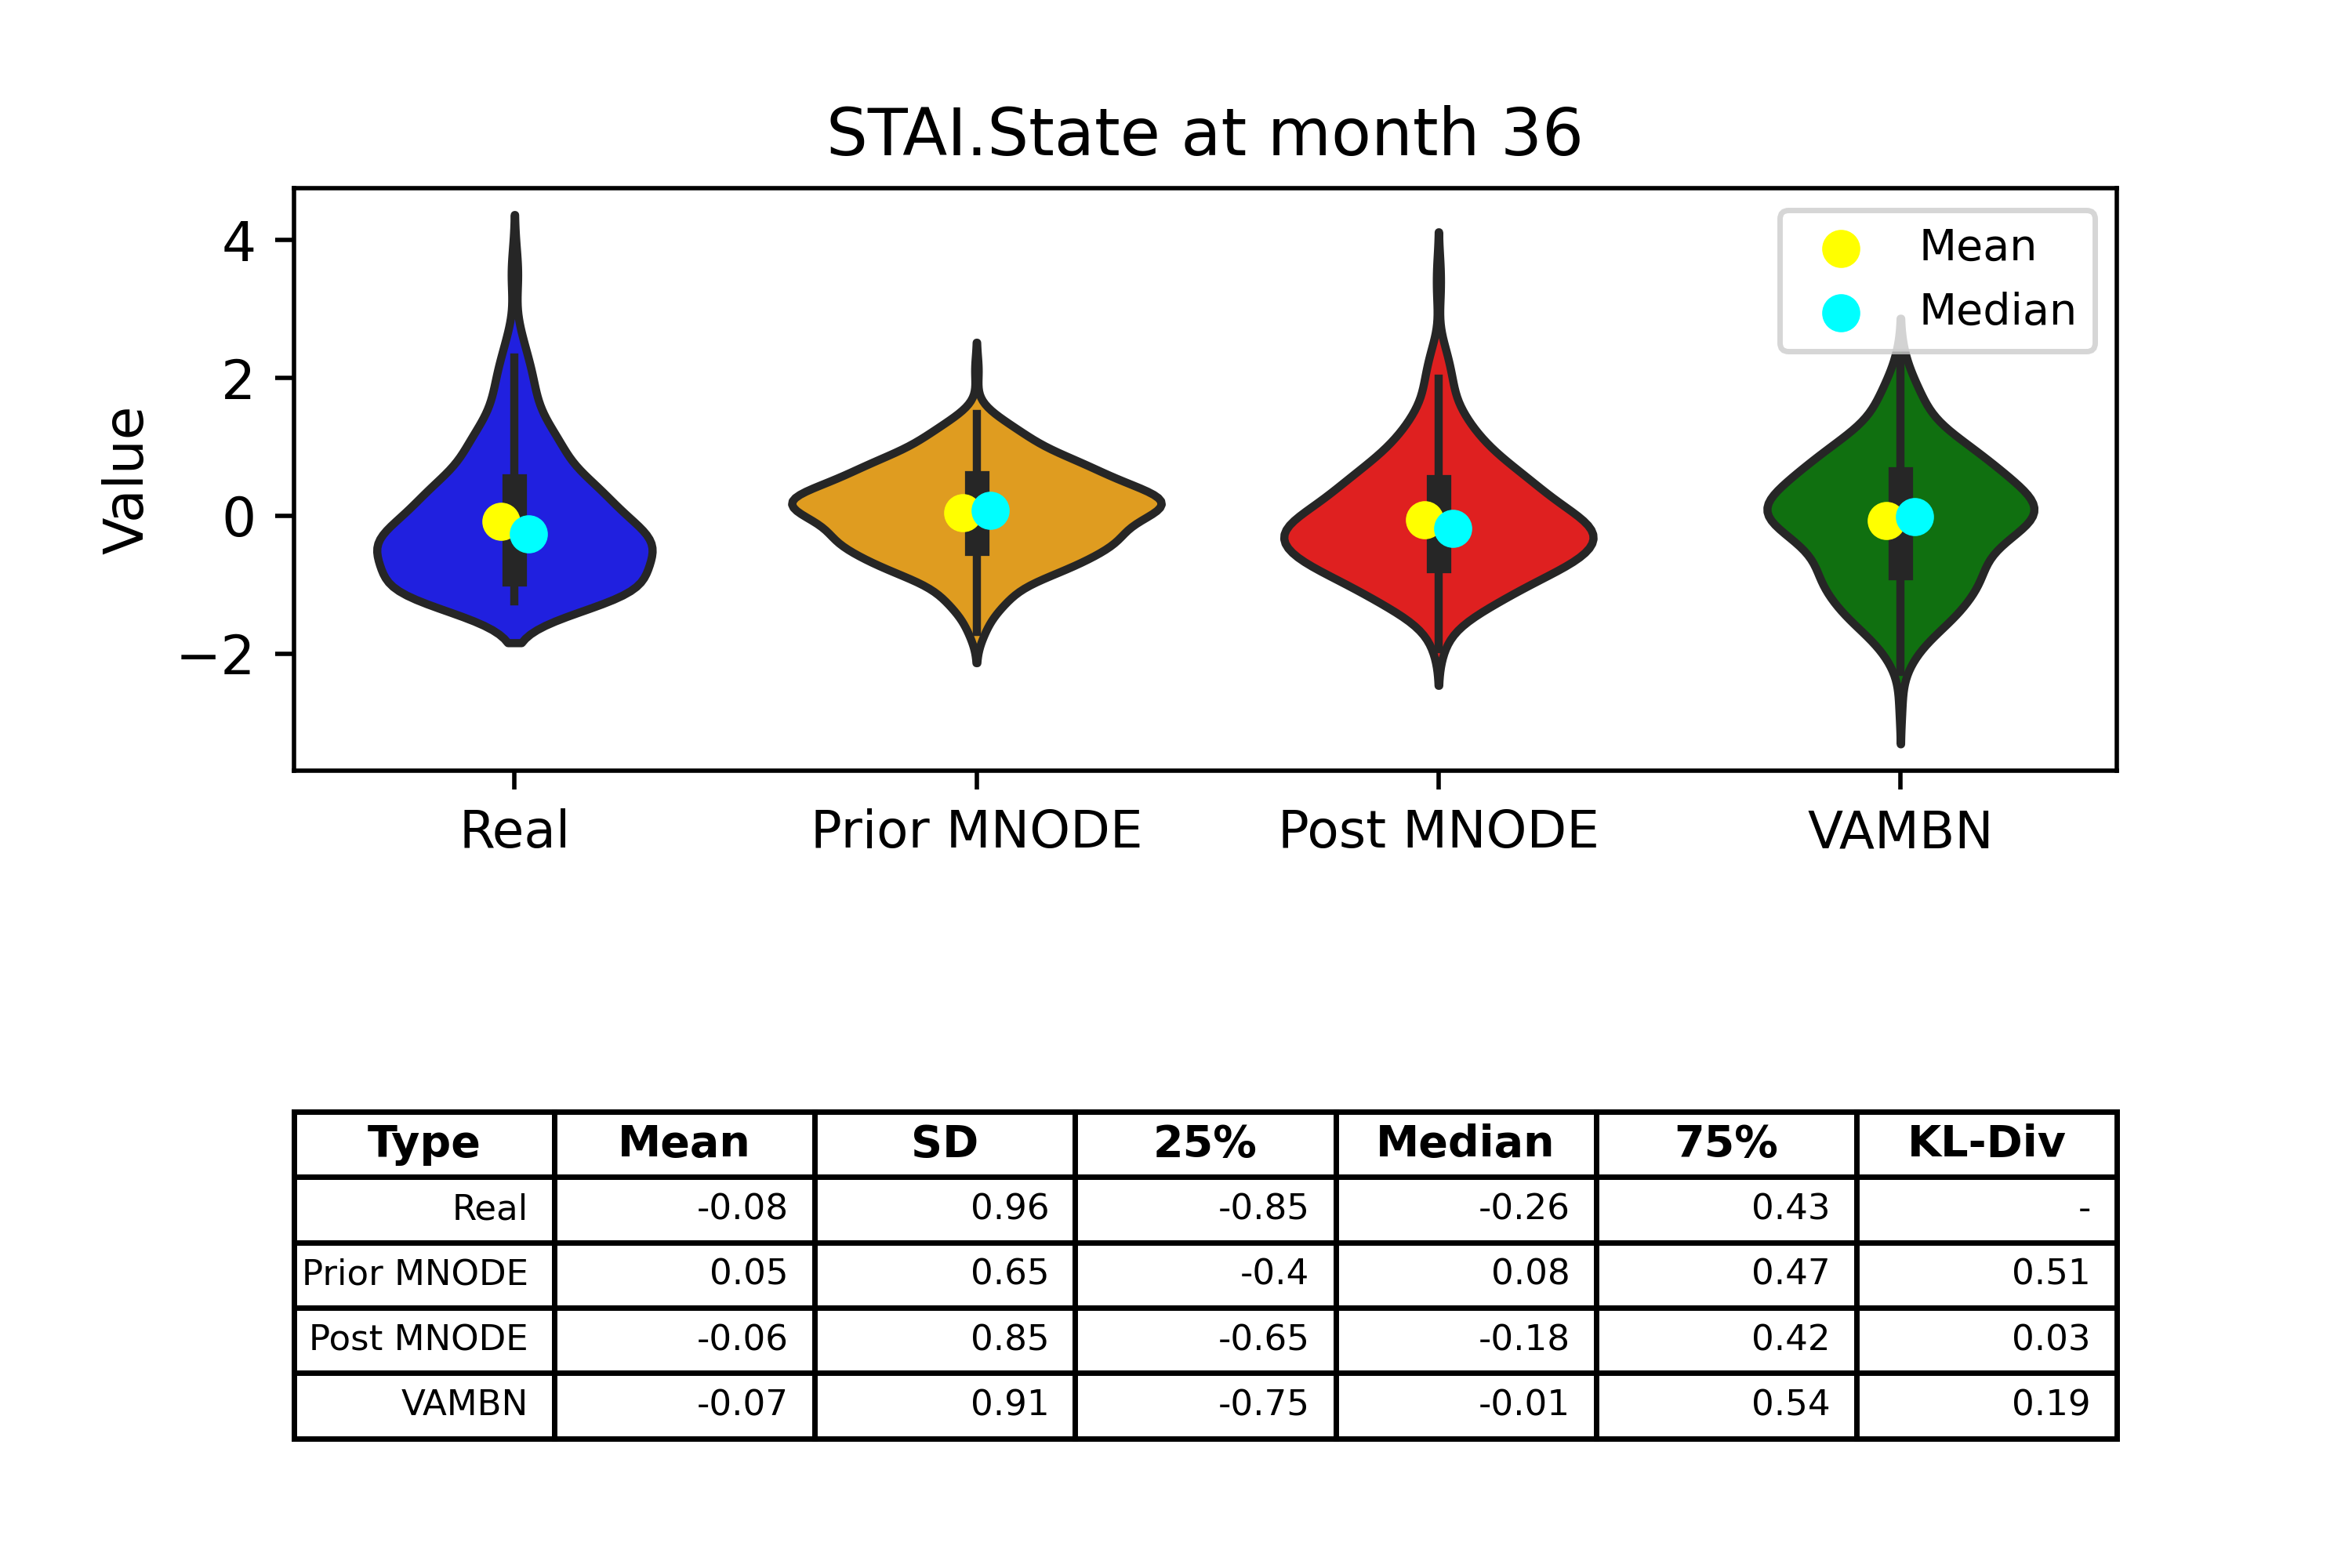 STAI.State at month 36
Mean
Median
Value
4
2
0
−2
Real Prior MNODE Post MNODE VAMBN
Type Mean SD 25% Median 75% KL-Div
Real -0.08 0.96 -0.85 -0.26 0.43 -
Prior MNODE 0.05 0.65 -0.4 0.08 0.47 0.51
Post MNODE -0.06 0.85 -0.65 -0.18 0.42 0.03
VAMBN -0.07 0.91 -0.75 -0.01 0.54 0.19